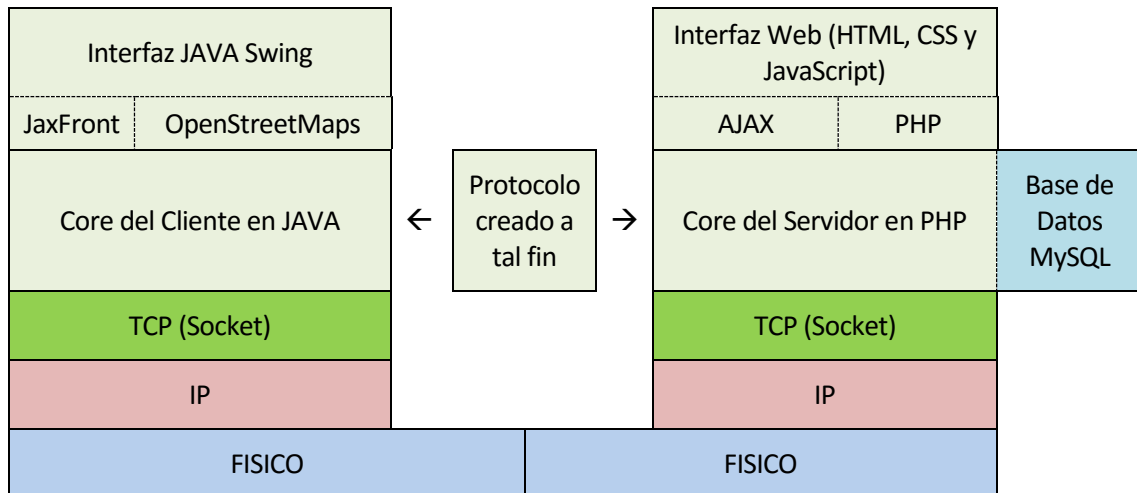 Interfaz JAVA Swing
JaxFront
OpenStreetMaps
Core del Cliente en JAVA
TCP (Socket)
IP
FISICO
←
Protocolo
creado a
tal fin
→
Interfaz Web (HTML, CSS y
JavaScript)
AJAX
PHP
Core del Servidor en PHP
Base de
Datos
MySQL
TCP (Socket)
IP
FISICO